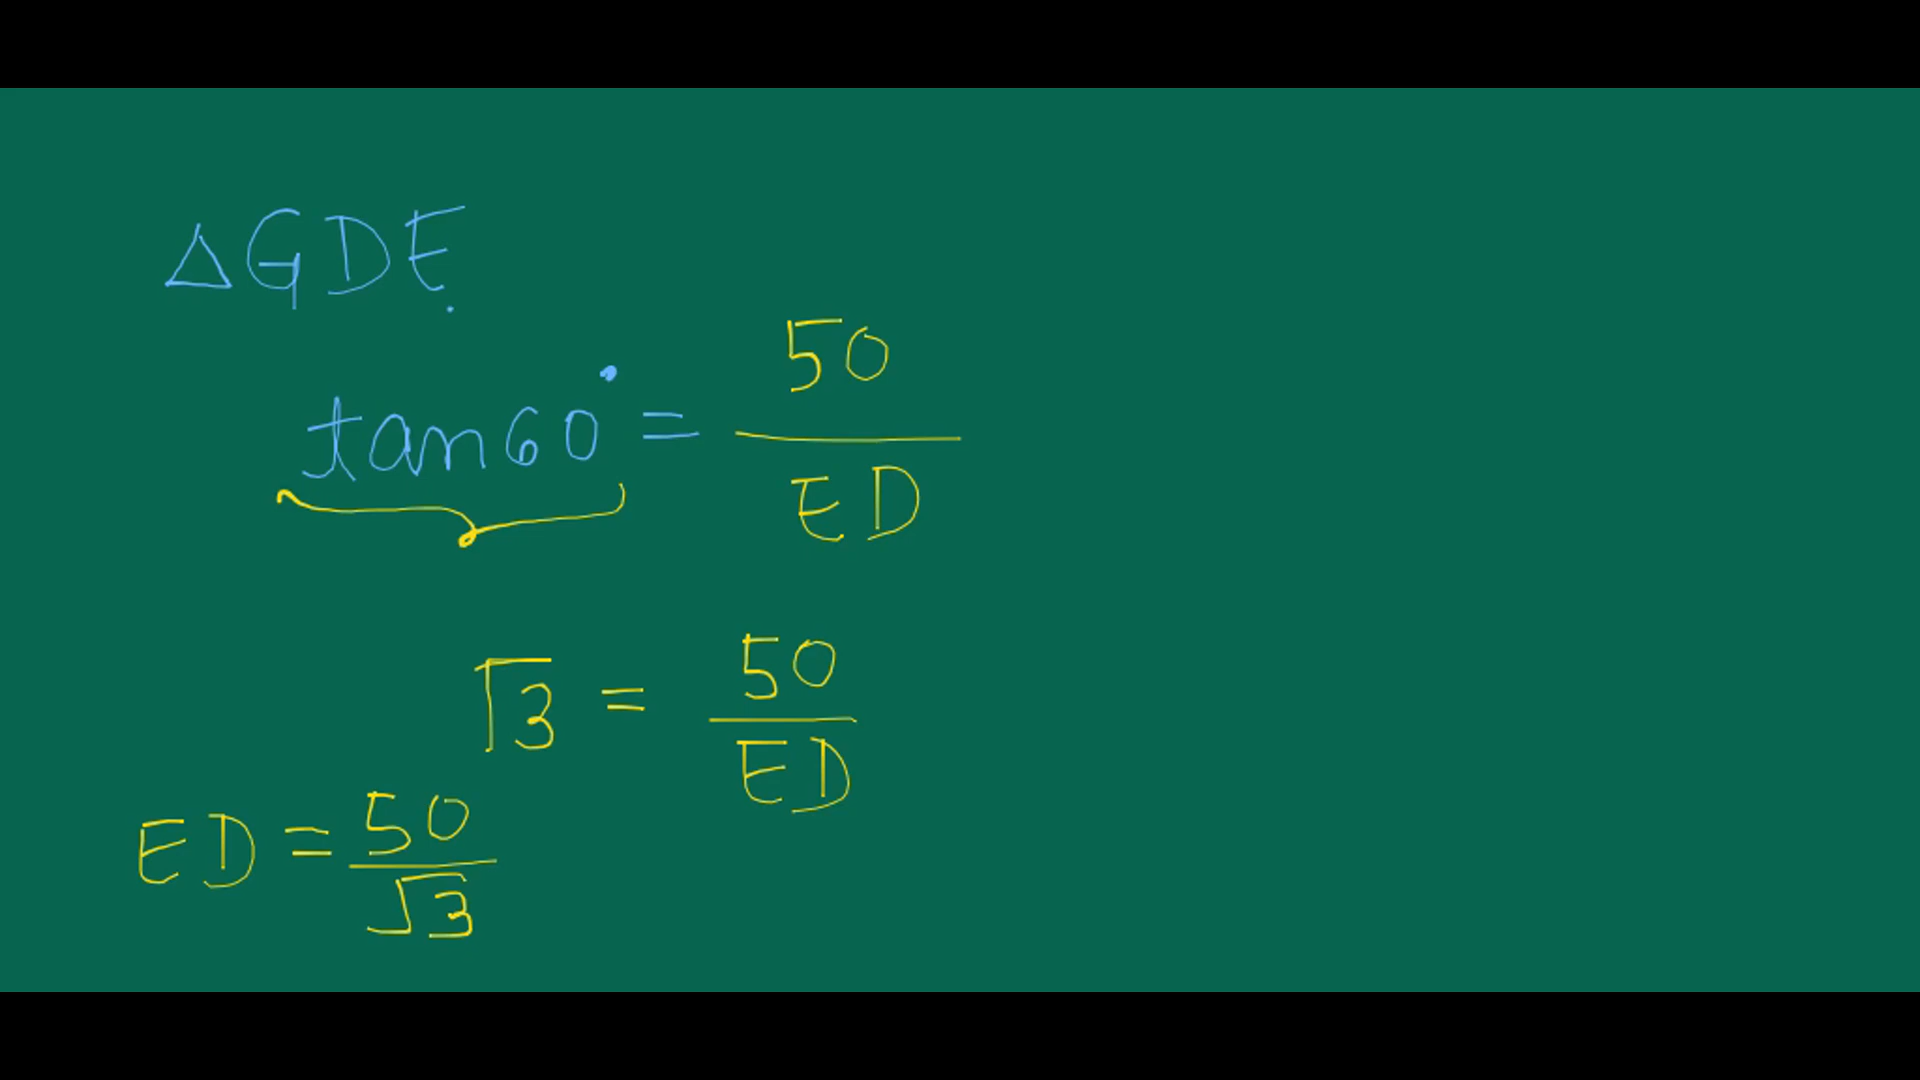 △GDE
tan60° = 50/ED
√3 = 50/ED
ED = 50/√3